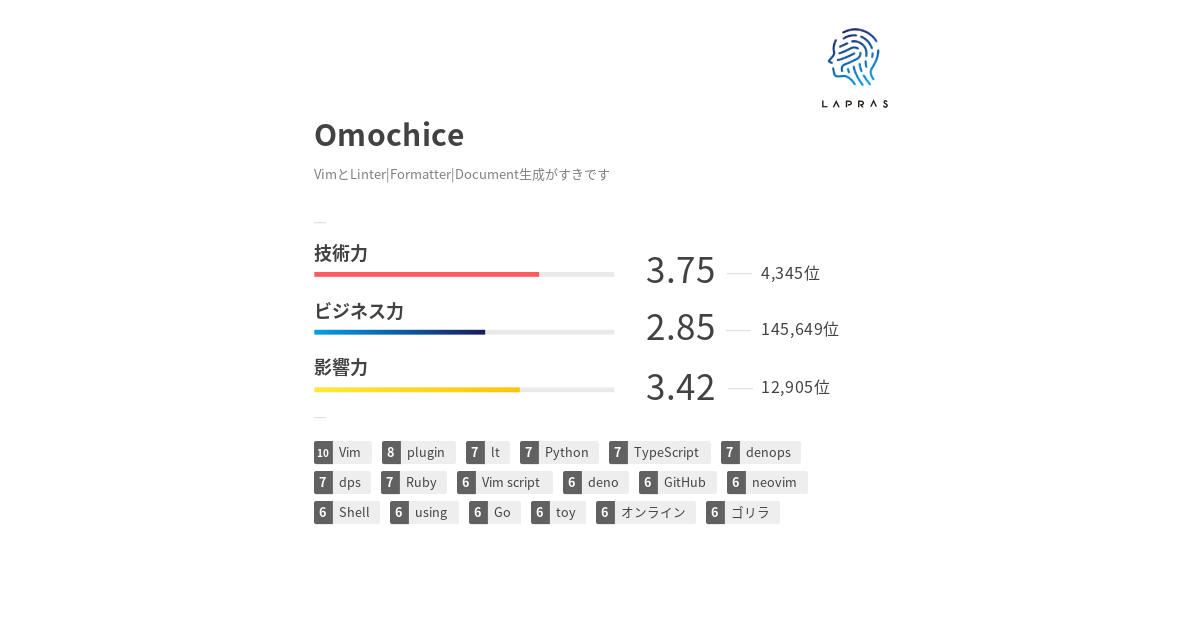 LAPRAS
Omochice
VimとLinter|Formatter|Document生成がすきです
技術力
3.75 4,345位
ビジネス力
2.85 145,649位
影響力
3.42 12,905位
10 Vim 8 plugin 7 lt 7 Python 7 TypeScript 7 denops
7 dps 7 Ruby 6 Vim script 6 deno 6 GitHub 6 neovim
6 Shell 6 using 6 Go 6 toy 6 オンライン 6 ゴリラ